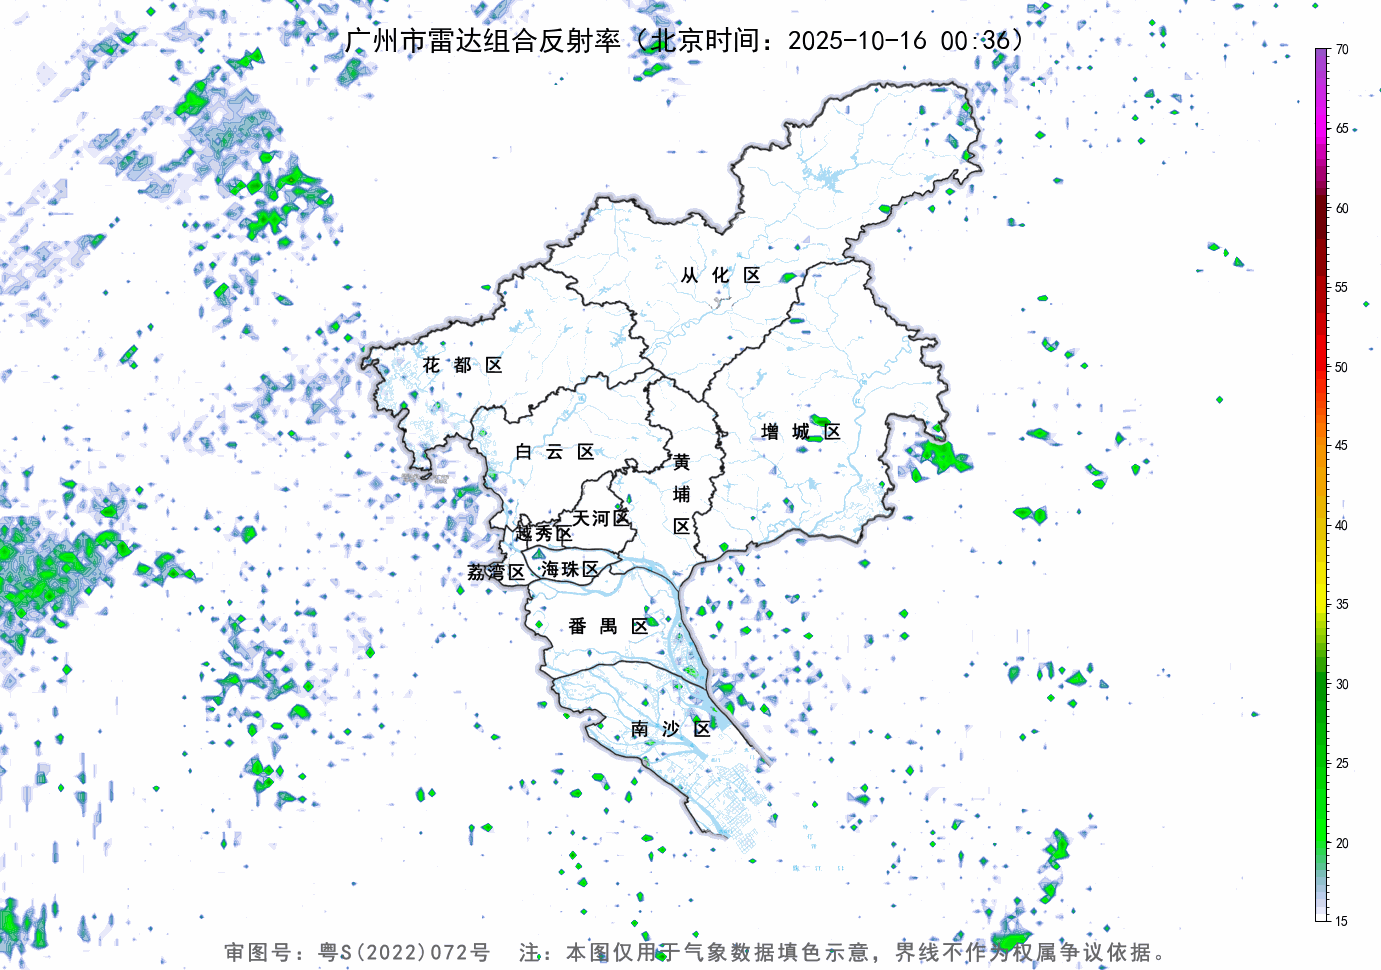 广州市雷达组合反射率（北京时间：2025-10-16 00:36）
70
65
60
55
50
45
40
35
30
25
20
15
从化区
花都区
增城区
白云区
黄埔区
天河区
越秀区
荔湾区
海珠区
番禺区
南沙区
审图号：粤S(2022)072号 注：本图仅用于气象数据填色示意，界线不作为权属争议依据。